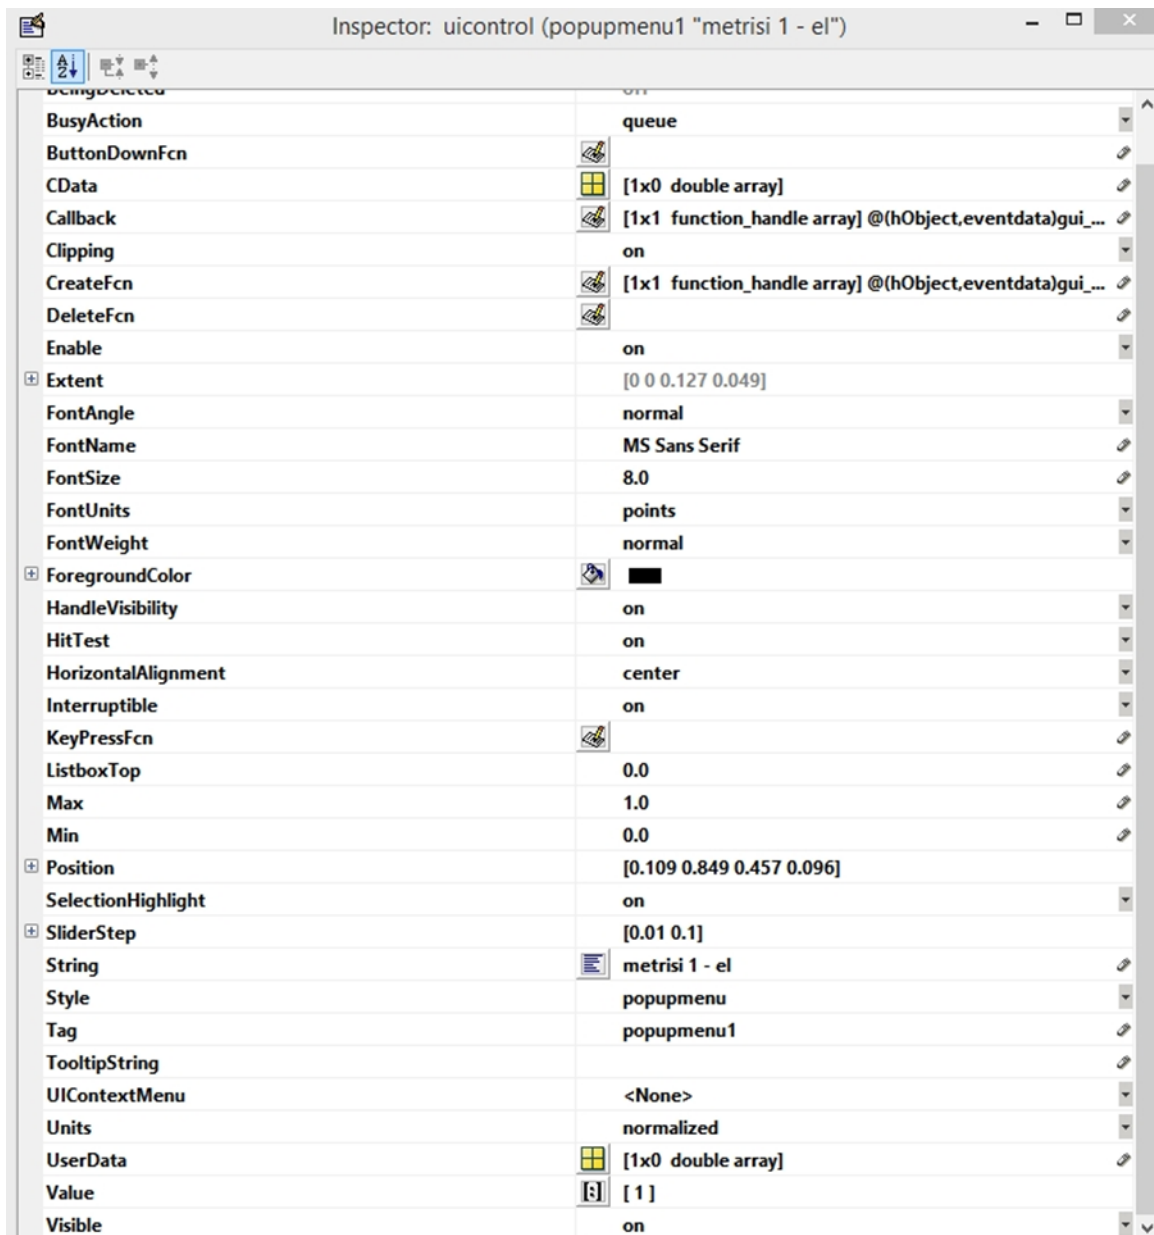 Inspector: uicontrol (popupmenu1 "metrisi 1 - el")
BeingDeleted off
BusyAction queue
ButtonDownFcn
CData [1x0 double array]
Callback [1x1 function_handle array] @(hObject,eventdata)gui_...
Clipping on
CreateFcn [1x1 function_handle array] @(hObject,eventdata)gui_...
DeleteFcn
Enable on
Extent [0 0 0.127 0.049]
FontAngle normal
FontName MS Sans Serif
FontSize 8.0
FontUnits points
FontWeight normal
ForegroundColor
HandleVisibility on
HitTest on
HorizontalAlignment center
Interruptible on
KeyPressFcn
ListboxTop 0.0
Max 1.0
Min 0.0
Position [0.109 0.849 0.457 0.096]
SelectionHighlight on
SliderStep [0.01 0.1]
String metrisi 1 - el
Style popupmenu
Tag popupmenu1
TooltipString
UIContextMenu <None>
Units normalized
UserData [1x0 double array]
Value [ 1 ]
Visible on